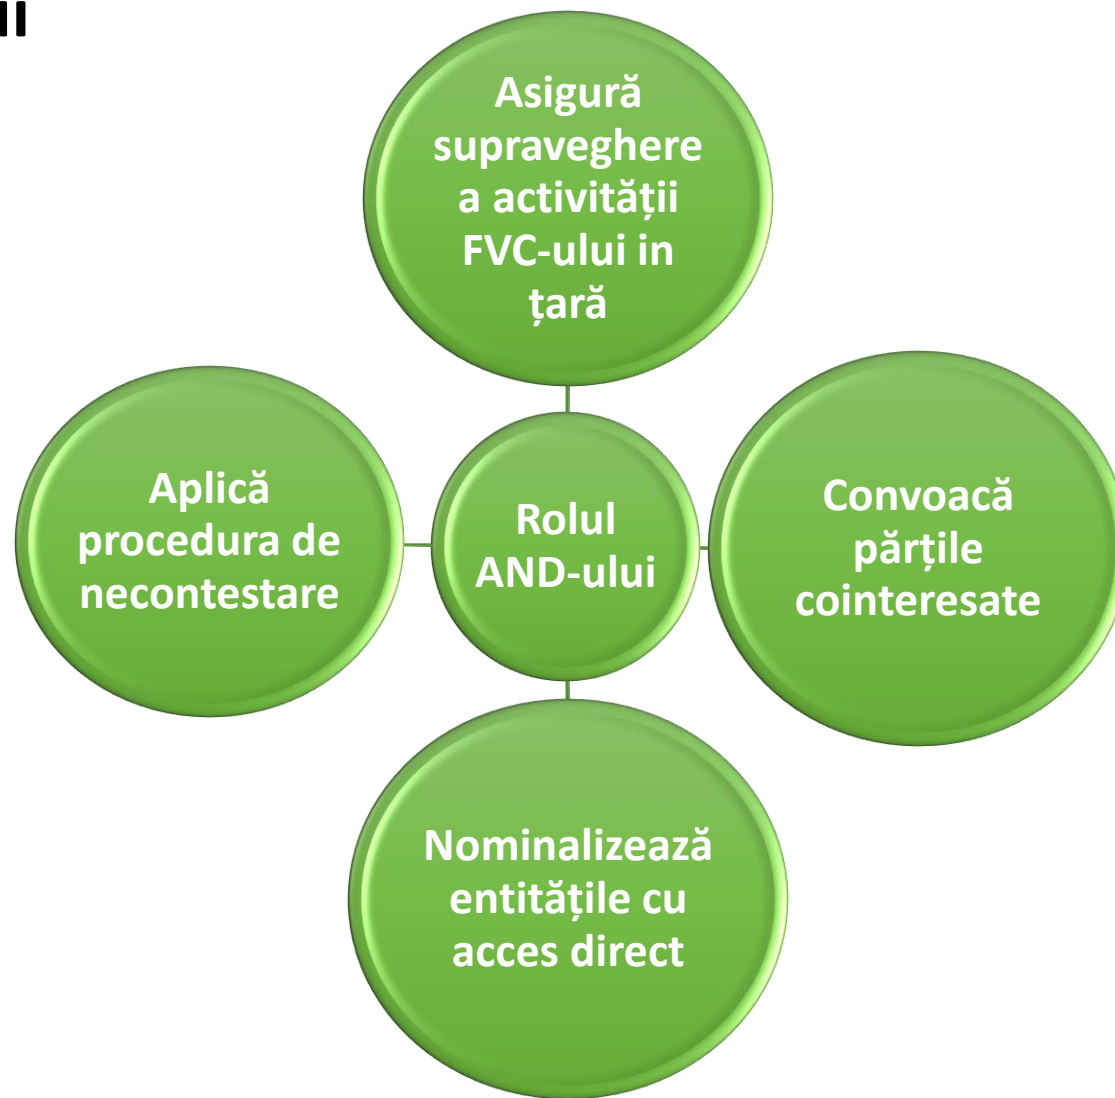 Asigură
supraveghere
a activității
FVC-ului in
țară
Aplică
procedura de
necontestare
Rolul
AND-ului
Convoacă
părțile
cointeresate
Nominalizează
entitățile cu
acces direct